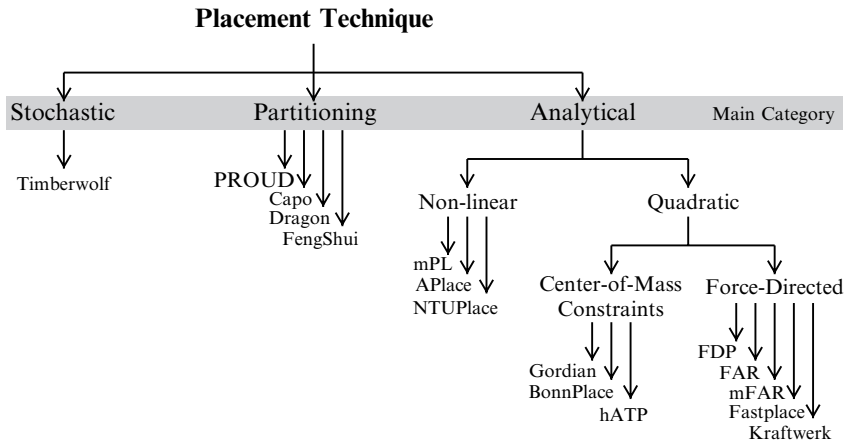 Placement Technique
Stochastic Partitioning Analytical Main Category
Timberwolf
PROUD
Capo
Dragon
FengShui
Non-linear
Quadratic
mPL
APlace
NTUPlace
Center-of-Mass
Constraints
Force-Directed
Gordian
BonnPlace
hATP
FDP
FAR
mFAR
Fastplace
Kraftwerk